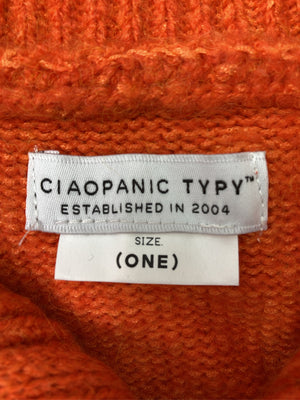 CIAOPANIC TYPY™
ESTABLISHED IN 2004
SIZE.
(ONE)